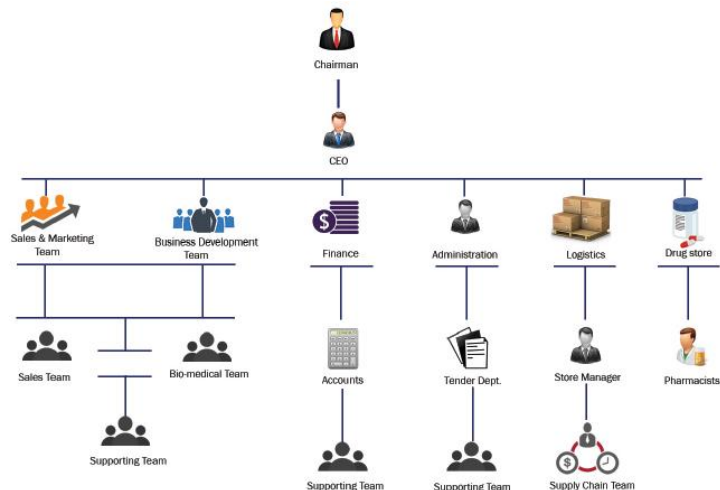 Chairman
CEO
Sales & Marketing
Team
Business Development
Team
Finance
Administration
Logistics
Drug store
Sales Team
Bio-medical Team
Accounts
Tender Dept.
Store Manager
Pharmacists
Supporting Team
Supporting Team
Supporting Team
Supply Chain Team